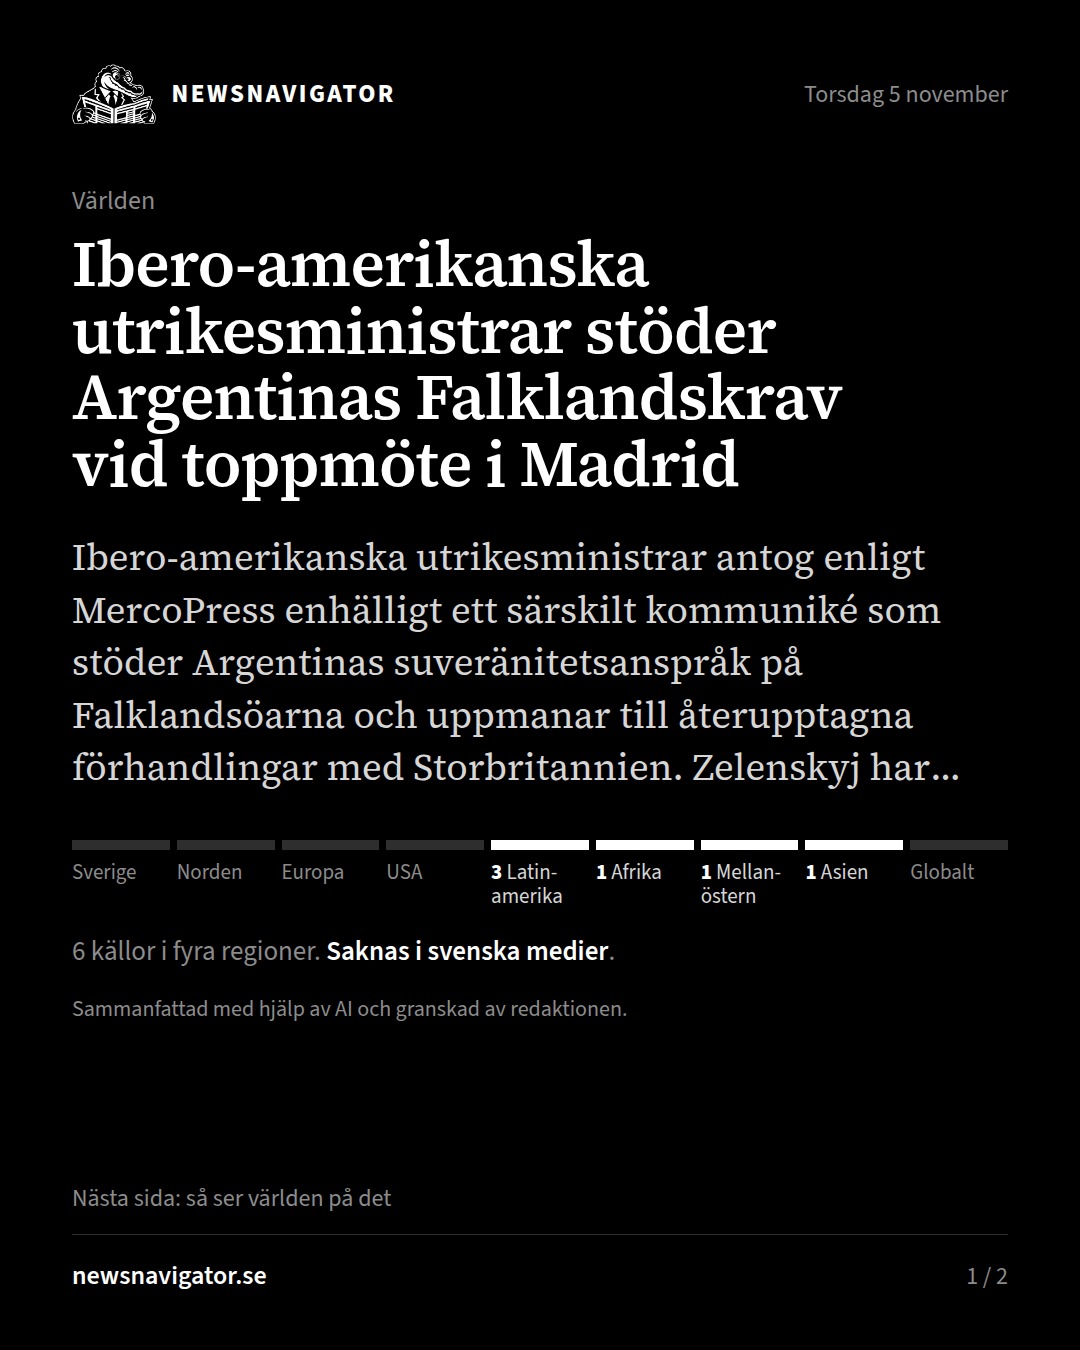 NEWSNAVIGATOR
Torsdag 5 november
Världen
Ibero-amerikanska
utrikesministrar stöder
Argentinas Falklandskrav
vid toppmöte i Madrid
Ibero-amerikanska utrikesministrar antog enligt
MercoPress enhälligt ett särskilt kommuniké som
stöder Argentinas suveränitetsanspråk på
Falklandsöarna och uppmanar till återupptagna
förhandlingar med Storbritannien. Zelenskyj har…
Sverige
Norden
Europa
USA
3 Latin-
amerika
1 Afrika
1 Mellan-
östern
1 Asien
Globalt
6 källor i fyra regioner. Saknas i svenska medier.
Sammanfattad med hjälp av AI och granskad av redaktionen.
Nästa sida: så ser världen på det
newsnavigator.se
1 / 2